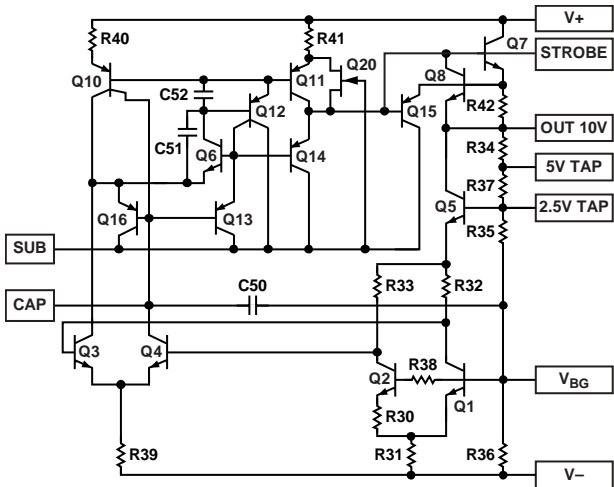 V+
R40
R41
Q7
STROBE
Q20
Q10
Q11
Q8
C52
Q15
R42
Q12
OUT 10V
C51
R34
Q6
Q14
5V TAP
R37
Q5
2.5V TAP
Q16
Q13
R35
SUB
R33
R32
C50
CAP
Q3
Q4
R38
Q2
VBG
Q1
R30
R39
R31
R36
V–